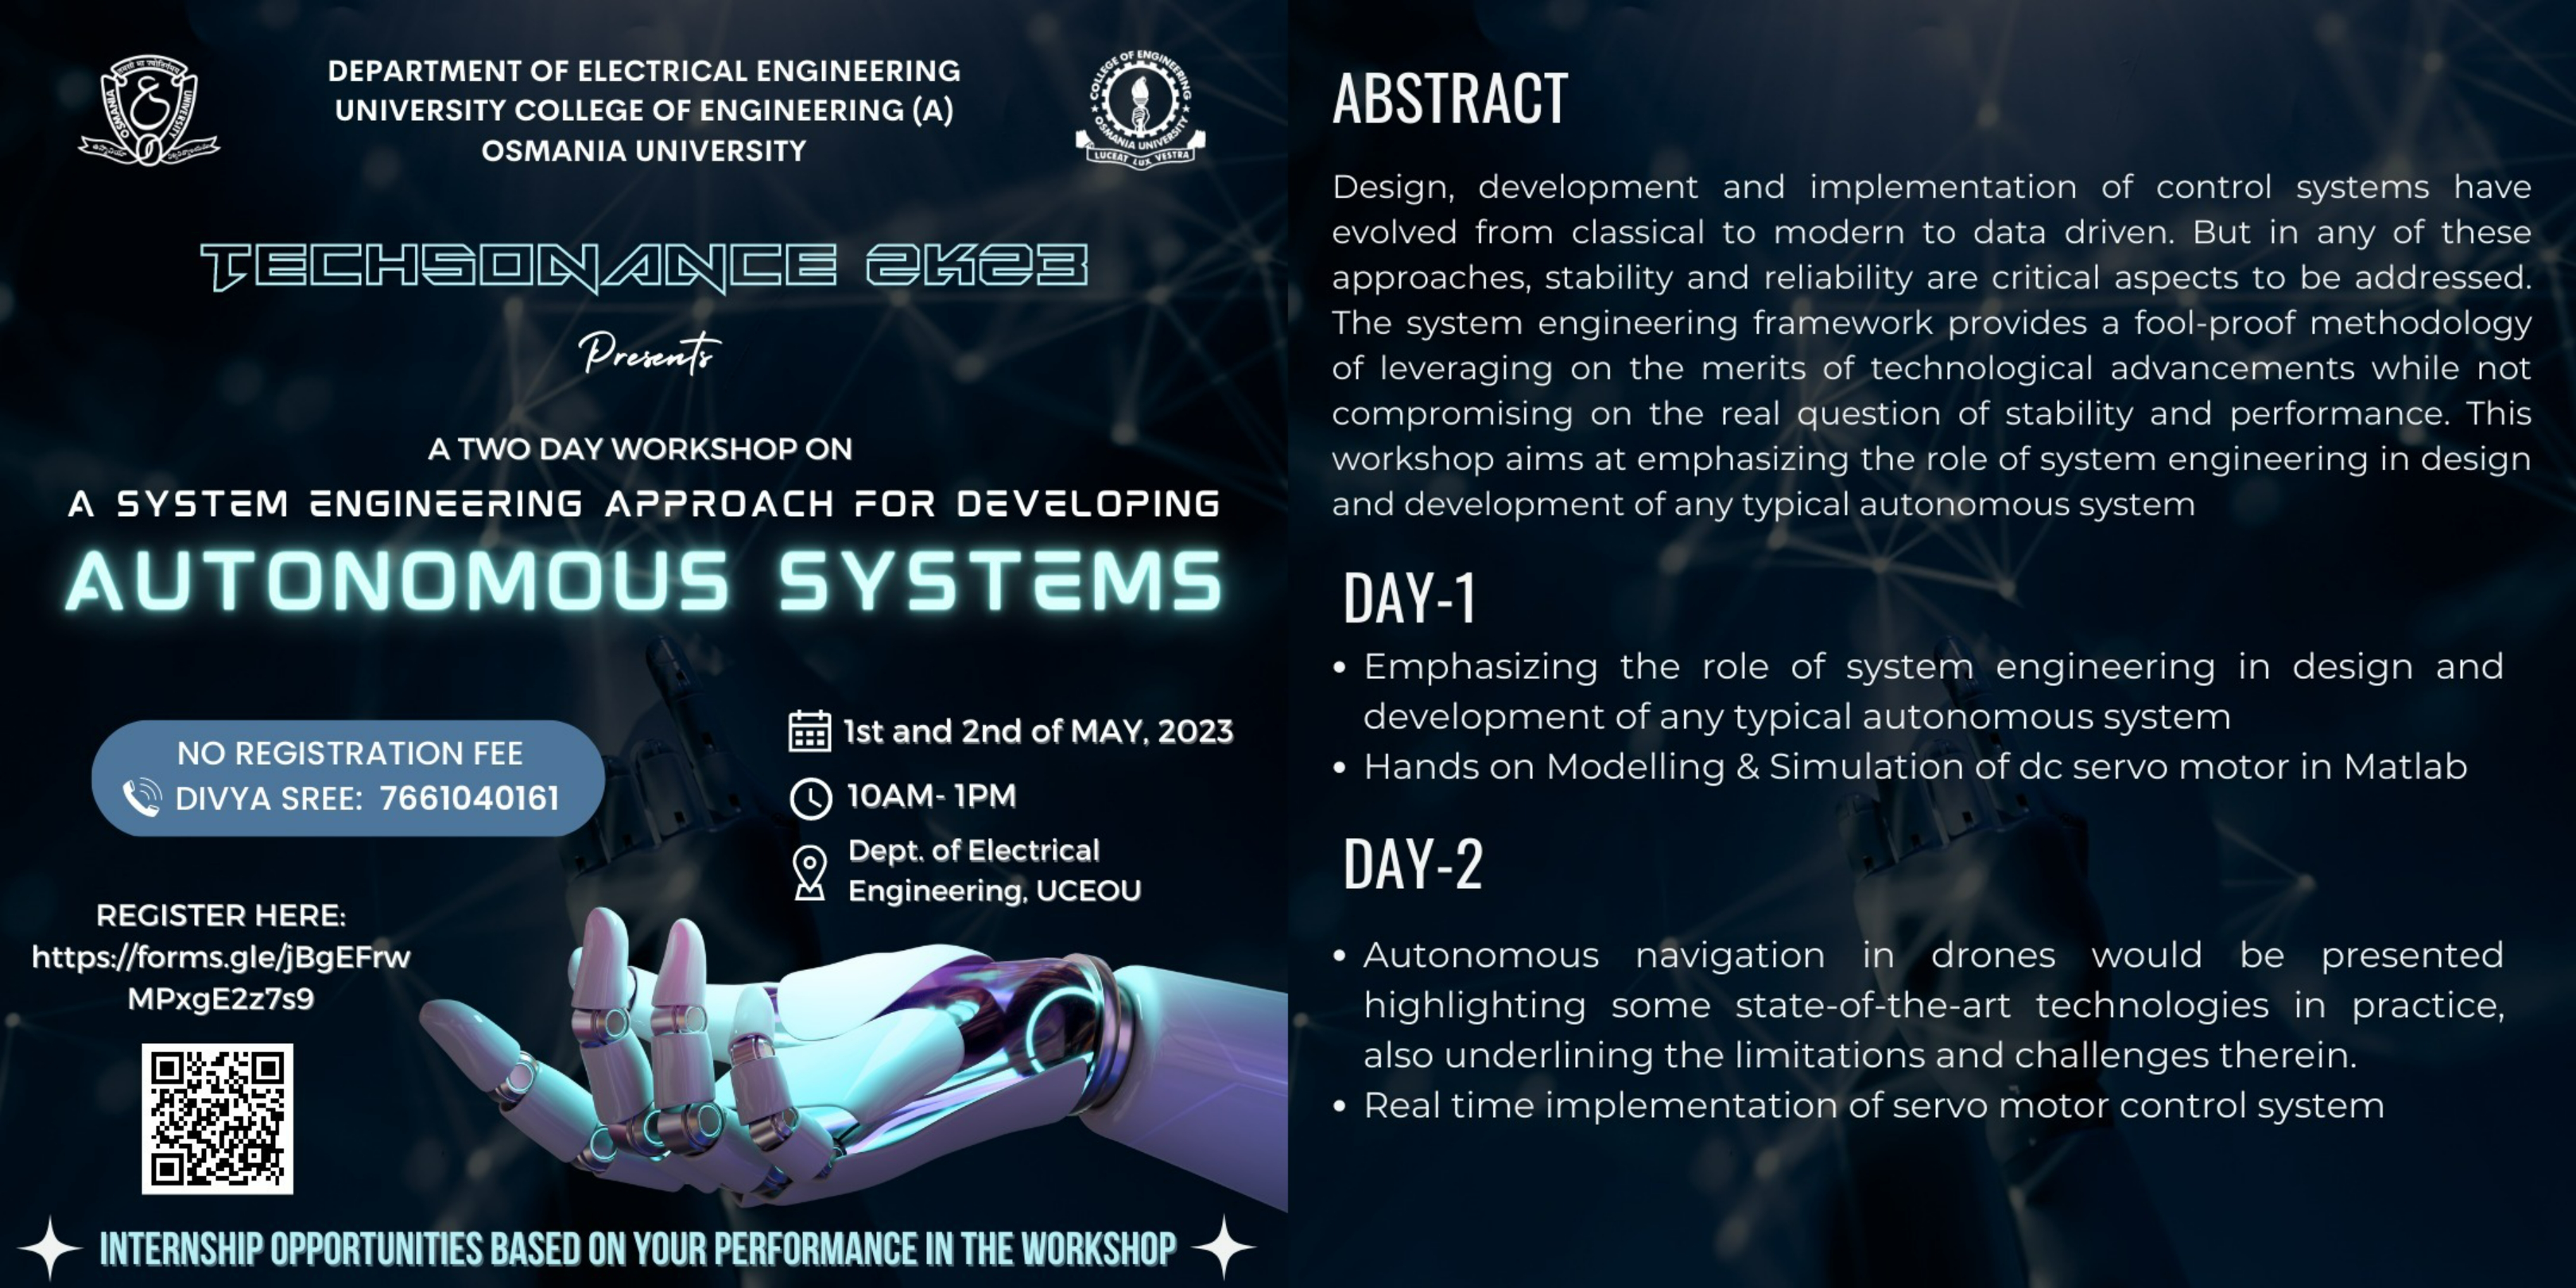 OSMANIA UNIVERSITY
DEPARTMENT OF ELECTRICAL ENGINEERING
UNIVERSITY COLLEGE OF ENGINEERING (A)
OSMANIA UNIVERSITY
COLLEGE OF ENGINEERING
OSMANIA UNIVERSITY
LUCEAT LUX VESTRA
TECHSONANCE 2K23
Presents
A TWO DAY WORKSHOP ON
A SYSTEM ENGINEERING APPROACH FOR DEVELOPING
AUTONOMOUS SYSTEMS
NO REGISTRATION FEE
DIVYA SREE: 7661040161
1st and 2nd of MAY, 2023
10AM- 1PM
Dept. of Electrical
Engineering, UCEOU
REGISTER HERE:
https://forms.gle/jBgEFrw
MPxgE2z7s9
INTERNSHIP OPPORTUNITIES BASED ON YOUR PERFORMANCE IN THE WORKSHOP
ABSTRACT
Design, development and implementation of control systems have
evolved from classical to modern to data driven. But in any of these
approaches, stability and reliability are critical aspects to be addressed.
The system engineering framework provides a fool-proof methodology
of leveraging on the merits of technological advancements while not
compromising on the real question of stability and performance. This
workshop aims at emphasizing the role of system engineering in design
and development of any typical autonomous system
DAY-1
• Emphasizing the role of system engineering in design and
development of any typical autonomous system
• Hands on Modelling & Simulation of dc servo motor in Matlab
DAY-2
• Autonomous navigation in drones would be presented
highlighting some state-of-the-art technologies in practice,
also underlining the limitations and challenges therein.
• Real time implementation of servo motor control system